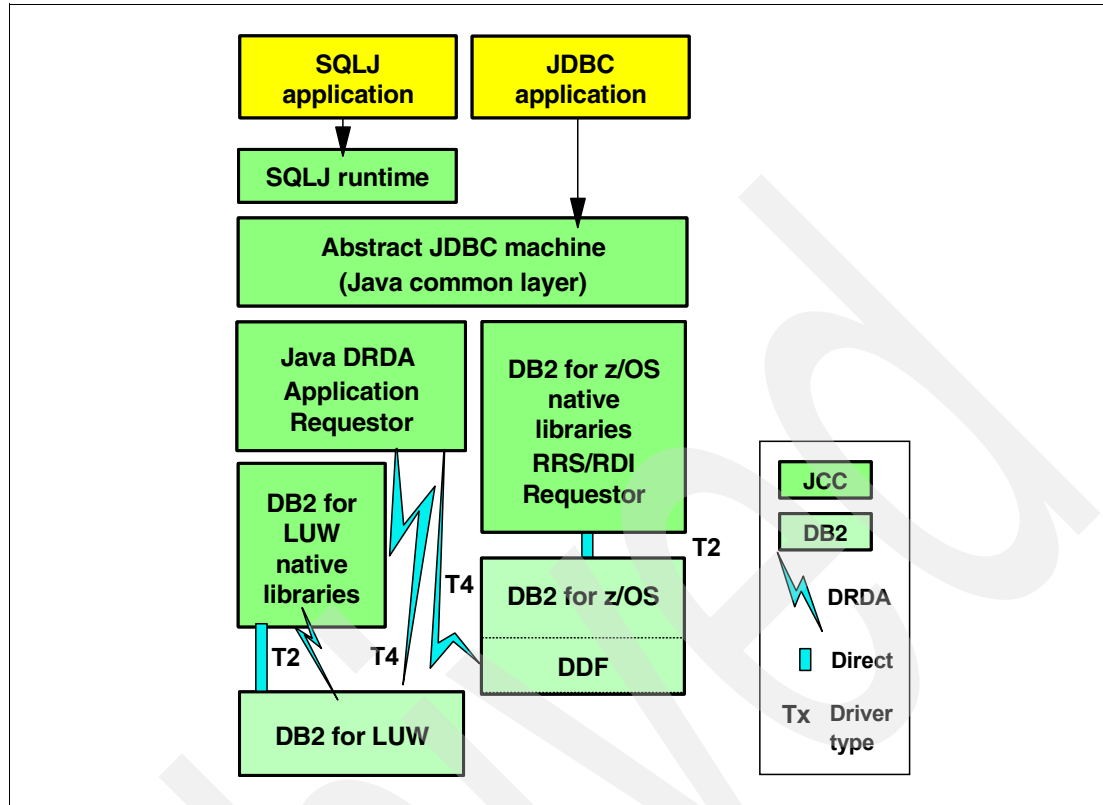 SQLJ
application
JDBC
application
SQLJ runtime
Abstract JDBC machine
(Java common layer)
Java DRDA
Application
Requestor
DB2 for z/OS
native
libraries
RRS/RDI
Requestor
DB2 for
LUW
native
libraries
T2
T4
T4
T2
DB2 for z/OS
DDF
DB2 for LUW
JCC
DB2
DRDA
Direct
Tx Driver
type